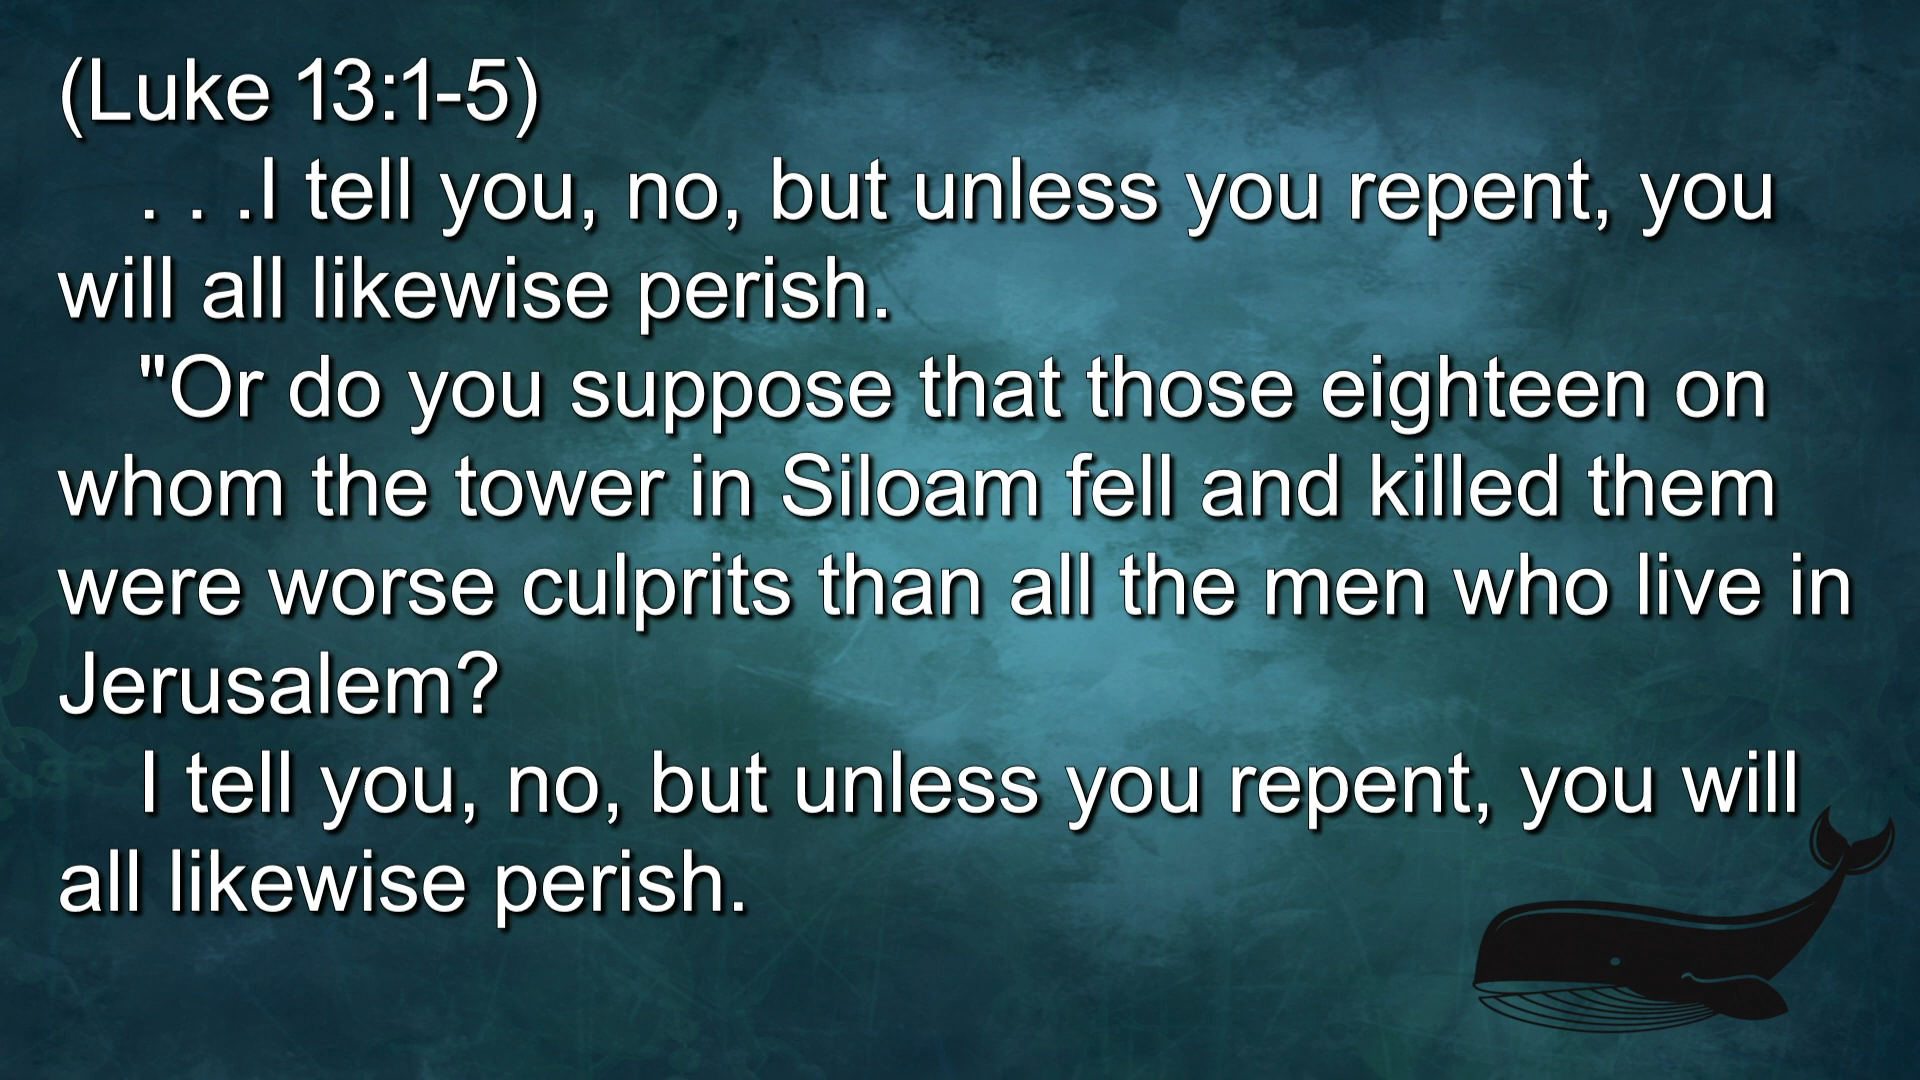 (Luke 13:1-5)
. . .I tell you, no, but unless you repent, you
will all likewise perish.
"Or do you suppose that those eighteen on
whom the tower in Siloam fell and killed them
were worse culprits than all the men who live in
Jerusalem?
I tell you, no, but unless you repent, you will
all likewise perish.